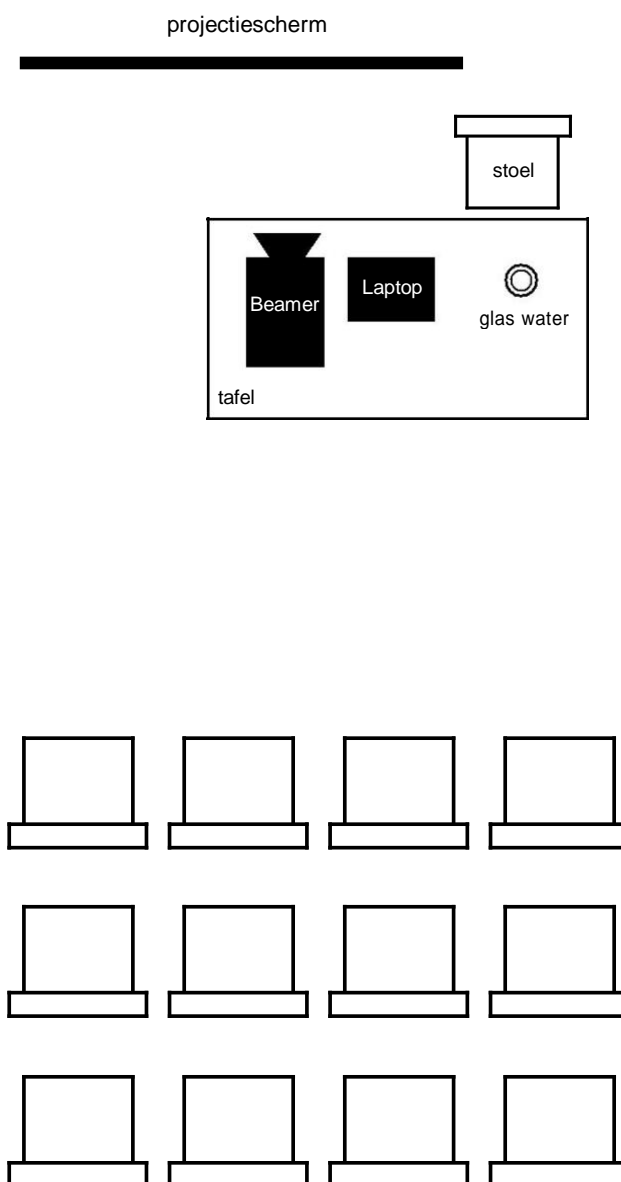 projectiescherm
stoel
Beamer
Laptop
glas water
tafel